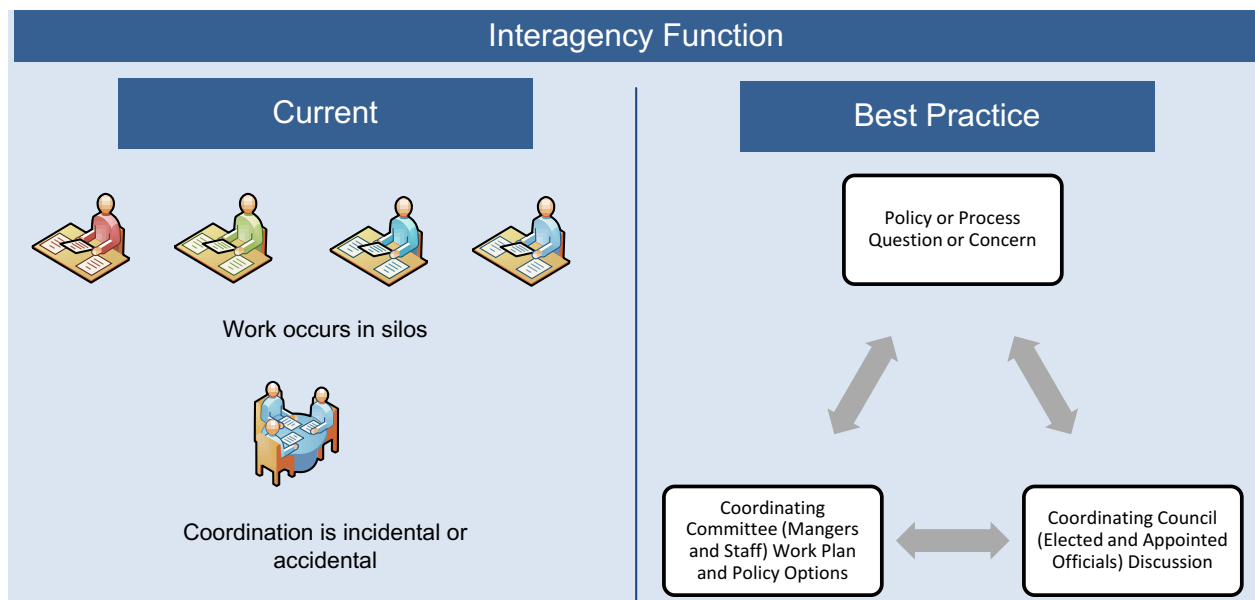 Interagency Function
Current
Work occurs in silos
Coordination is incidental or
accidental
Best Practice
Policy or Process
Question or Concern
Coordinating
Committee (Mangers
and Staff) Work Plan
and Policy Options
Coordinating Council
(Elected and Appointed
Officials) Discussion